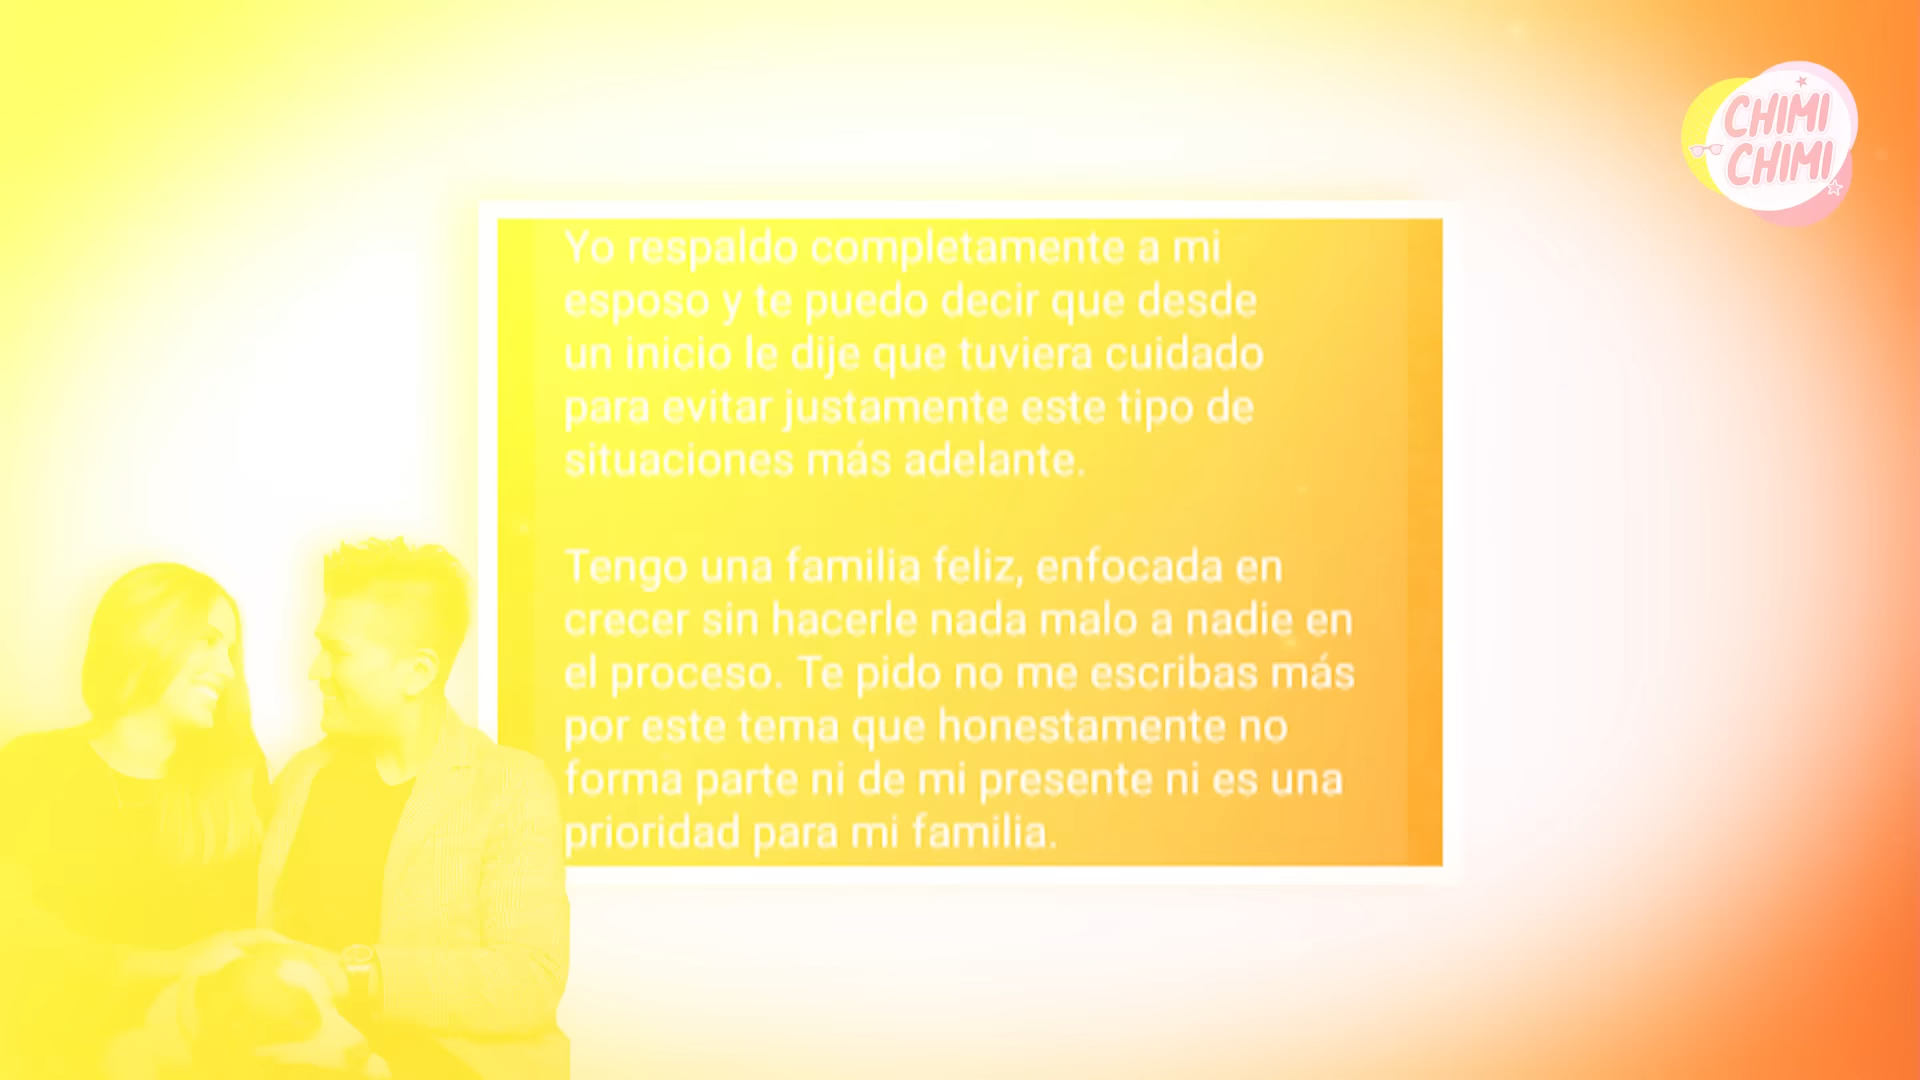 CHIMI
CHIMI
Yo respaldo completamente a mi
esposo y te puedo decir que desde
un inicio le dije que tuviera cuidado
para evitar justamente este tipo de
situaciones más adelante.
Tengo una familia feliz, enfocada en
crecer sin hacerle nada malo a nadie en
el proceso. Te pido no me escribas más
por este tema que honestamente no
forma parte ni de mi presente ni es una
prioridad para mi familia.